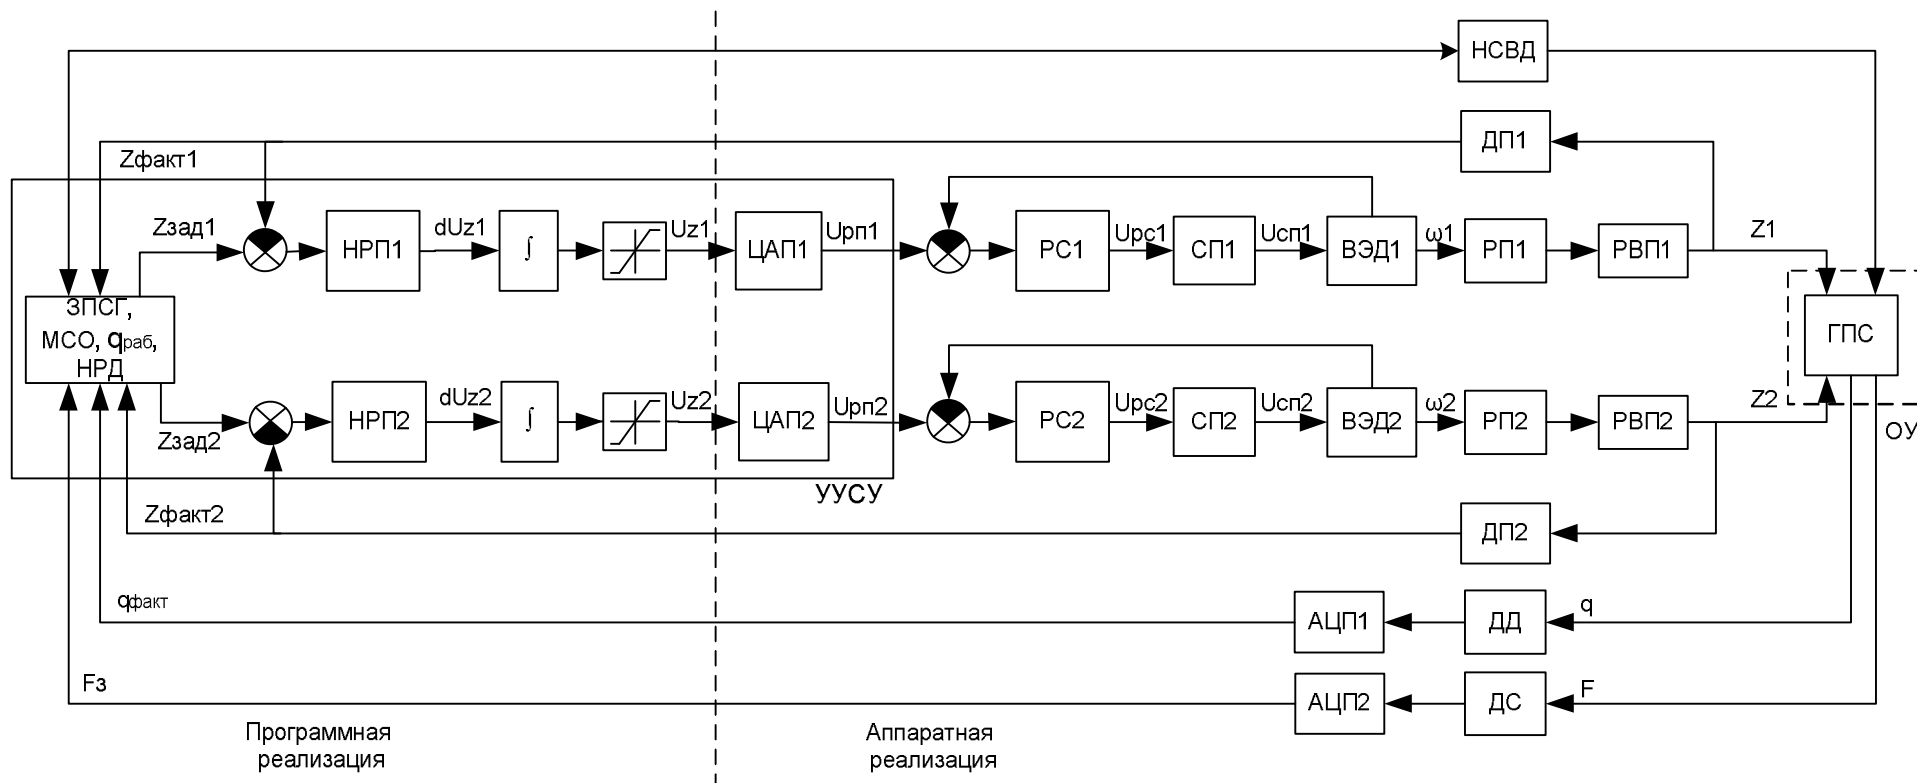 НСВД
ДП1
Zфакт1
Zзад1
НРП1
dUz1
∫
Uz1
ЦАП1
Uрп1
РС1
Uрс1
СП1
Uсп1
ВЭД1
ω1
РП1
РВП1
Z1
ЗПСГ,
МСО, qраб,
НРД
ГПС
ОУ
Zзад2
НРП2
dUz2
∫
Uz2
ЦАП2
Uрп2
РС2
Uрс2
СП2
Uсп2
ВЭД2
ω2
РП2
РВП2
Z2
УУСУ
Zфакт2
ДП2
qфакт
АЦП1
ДД
q
Fз
АЦП2
ДС
F
Программная
реализация
Аппаратная
реализация